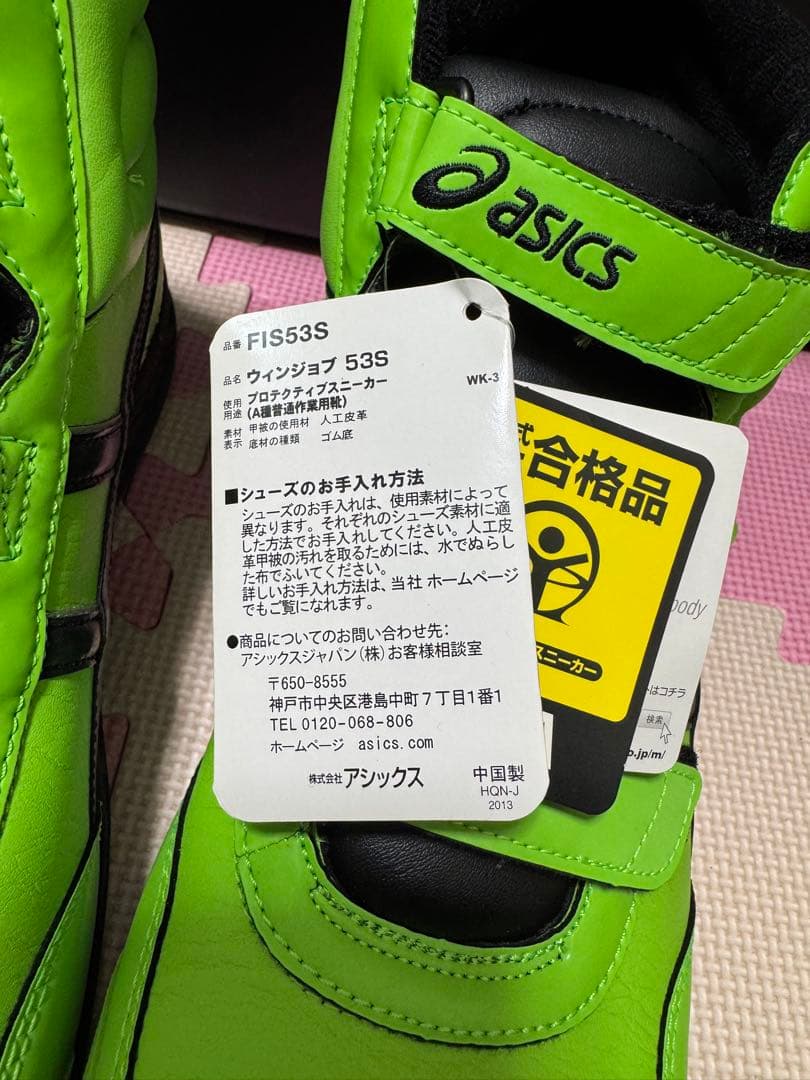 asics
品番 FIS53S
品名 ウィンジョブ 53S
使用用途 プロテクティブスニーカー
(A種普通作業用靴)
WK-3
素材表示 甲被の使用材 人工皮革
底材の種類 ゴム底
■シューズのお手入れ方法
シューズのお手入れは、使用素材によって
異なります。それぞれのシューズ素材に適
した方法でお手入れしてください。人工皮
革甲被の汚れを取るためには、水でぬらし
た布でふいてください。
詳しいお手入れ方法は、当社 ホームページ
でもご覧になれます。
●商品についてのお問い合わせ先:
アシックスジャパン(株)お客様相談室
〒650-8555
神戸市中央区港島中町7丁目1番1
TEL 0120-068-806
ホームページ asics.com
株式会社 アシックス
中国製
HQN-J
2013
式
合格品
スニーカー
body
はコチラ
検索
.jp/m/